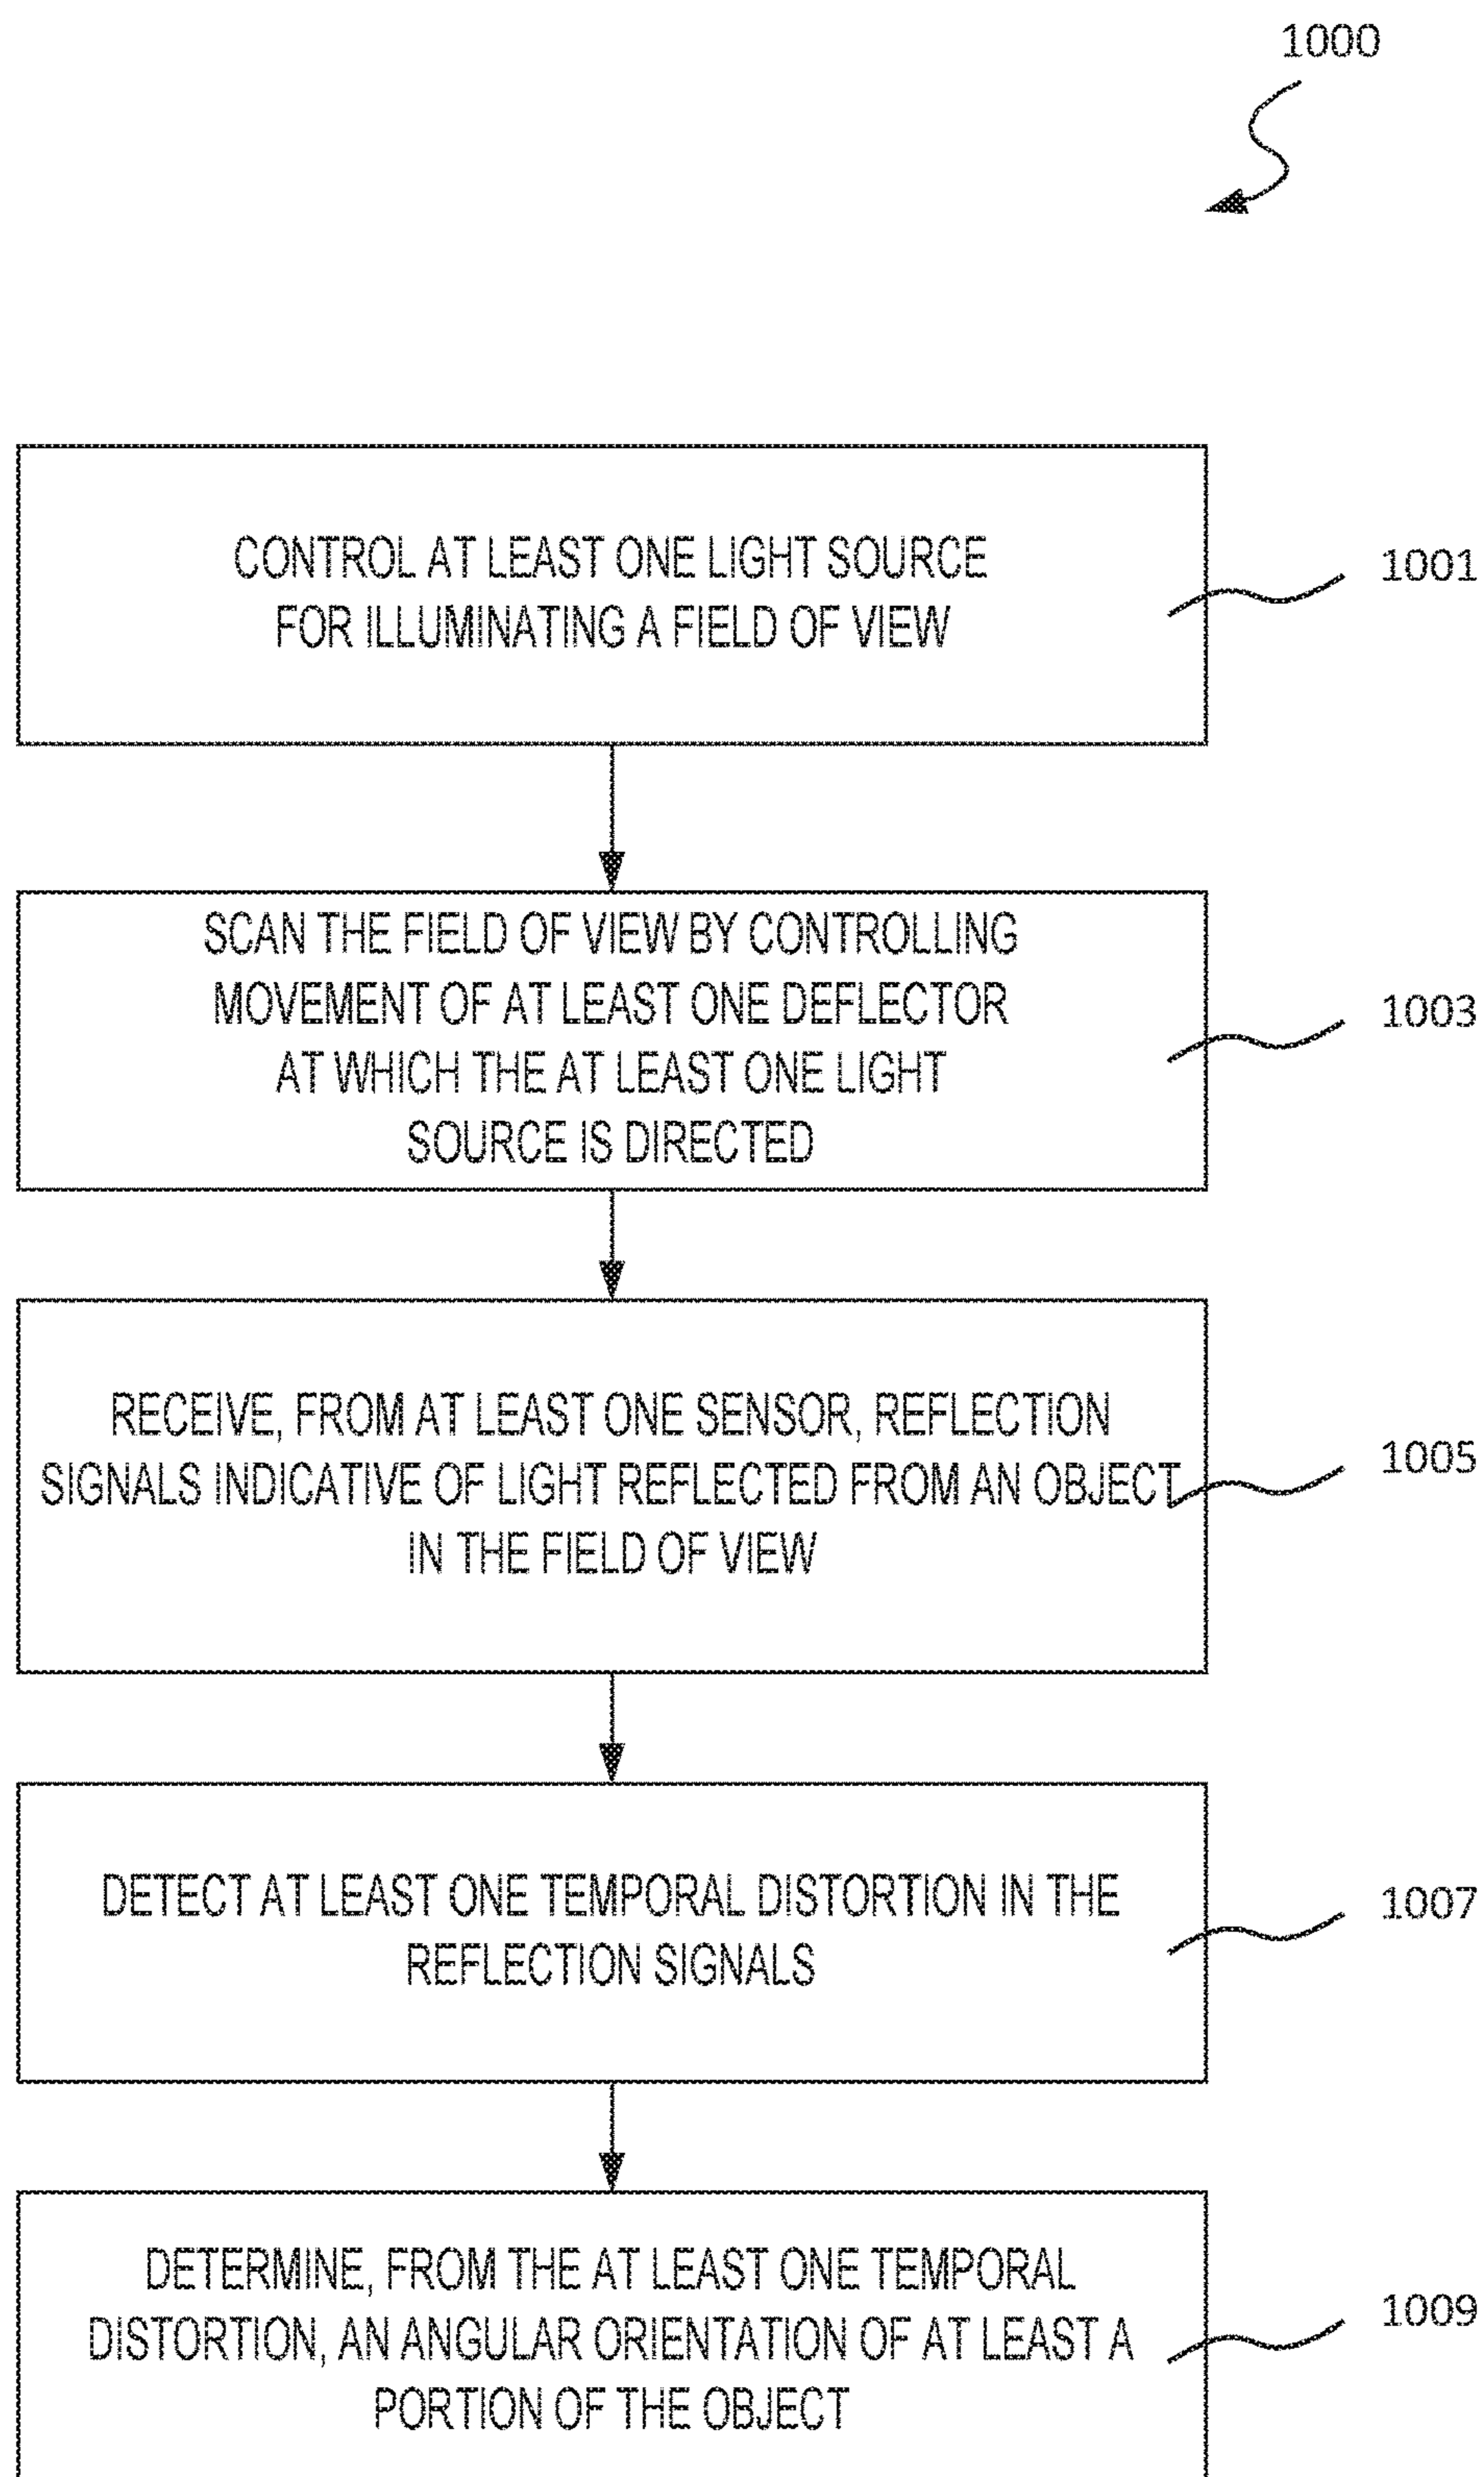 1000
CONTROL AT LEAST ONE LIGHT SOURCE
FOR ILLUMINATING A FIELD OF VIEW
1001
SCAN THE FIELD OF VIEW BY CONTROLLING
MOVEMENT OF AT LEAST ONE DEFLECTOR
AT WHICH THE AT LEAST ONE LIGHT
SOURCE IS DIRECTED
1003
RECEIVE, FROM AT LEAST ONE SENSOR, REFLECTION
SIGNALS INDICATIVE OF LIGHT REFLECTED FROM AN OBJECT
IN THE FIELD OF VIEW
1005
DETECT AT LEAST ONE TEMPORAL DISTORTION IN THE
REFLECTION SIGNALS
1007
DETERMINE, FROM THE AT LEAST ONE TEMPORAL
DISTORTION, AN ANGULAR ORIENTATION OF AT LEAST A
PORTION OF THE OBJECT
1009